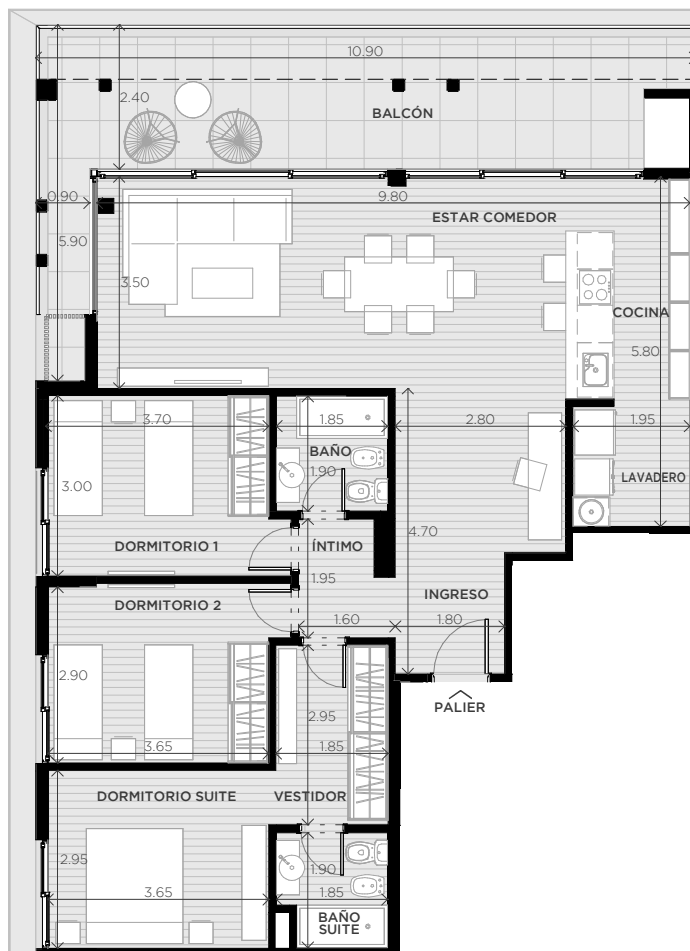 10.90
2.40
BALCÓN
0.90
9.80
ESTAR COMEDOR
5.90
3.50
COCINA
5.80
3.70
1.85
2.80
1.95
BAÑO
3.00
1.90
LAVADERO
4.70
DORMITORIO 1
ÍNTIMO
1.95
INGRESO
DORMITORIO 2
1.60
1.80
2.90
PALIER
2.95
3.65
1.85
DORMITORIO SUITE
VESTIDOR
2.95
1.90
3.65
1.85
BAÑO
SUITE